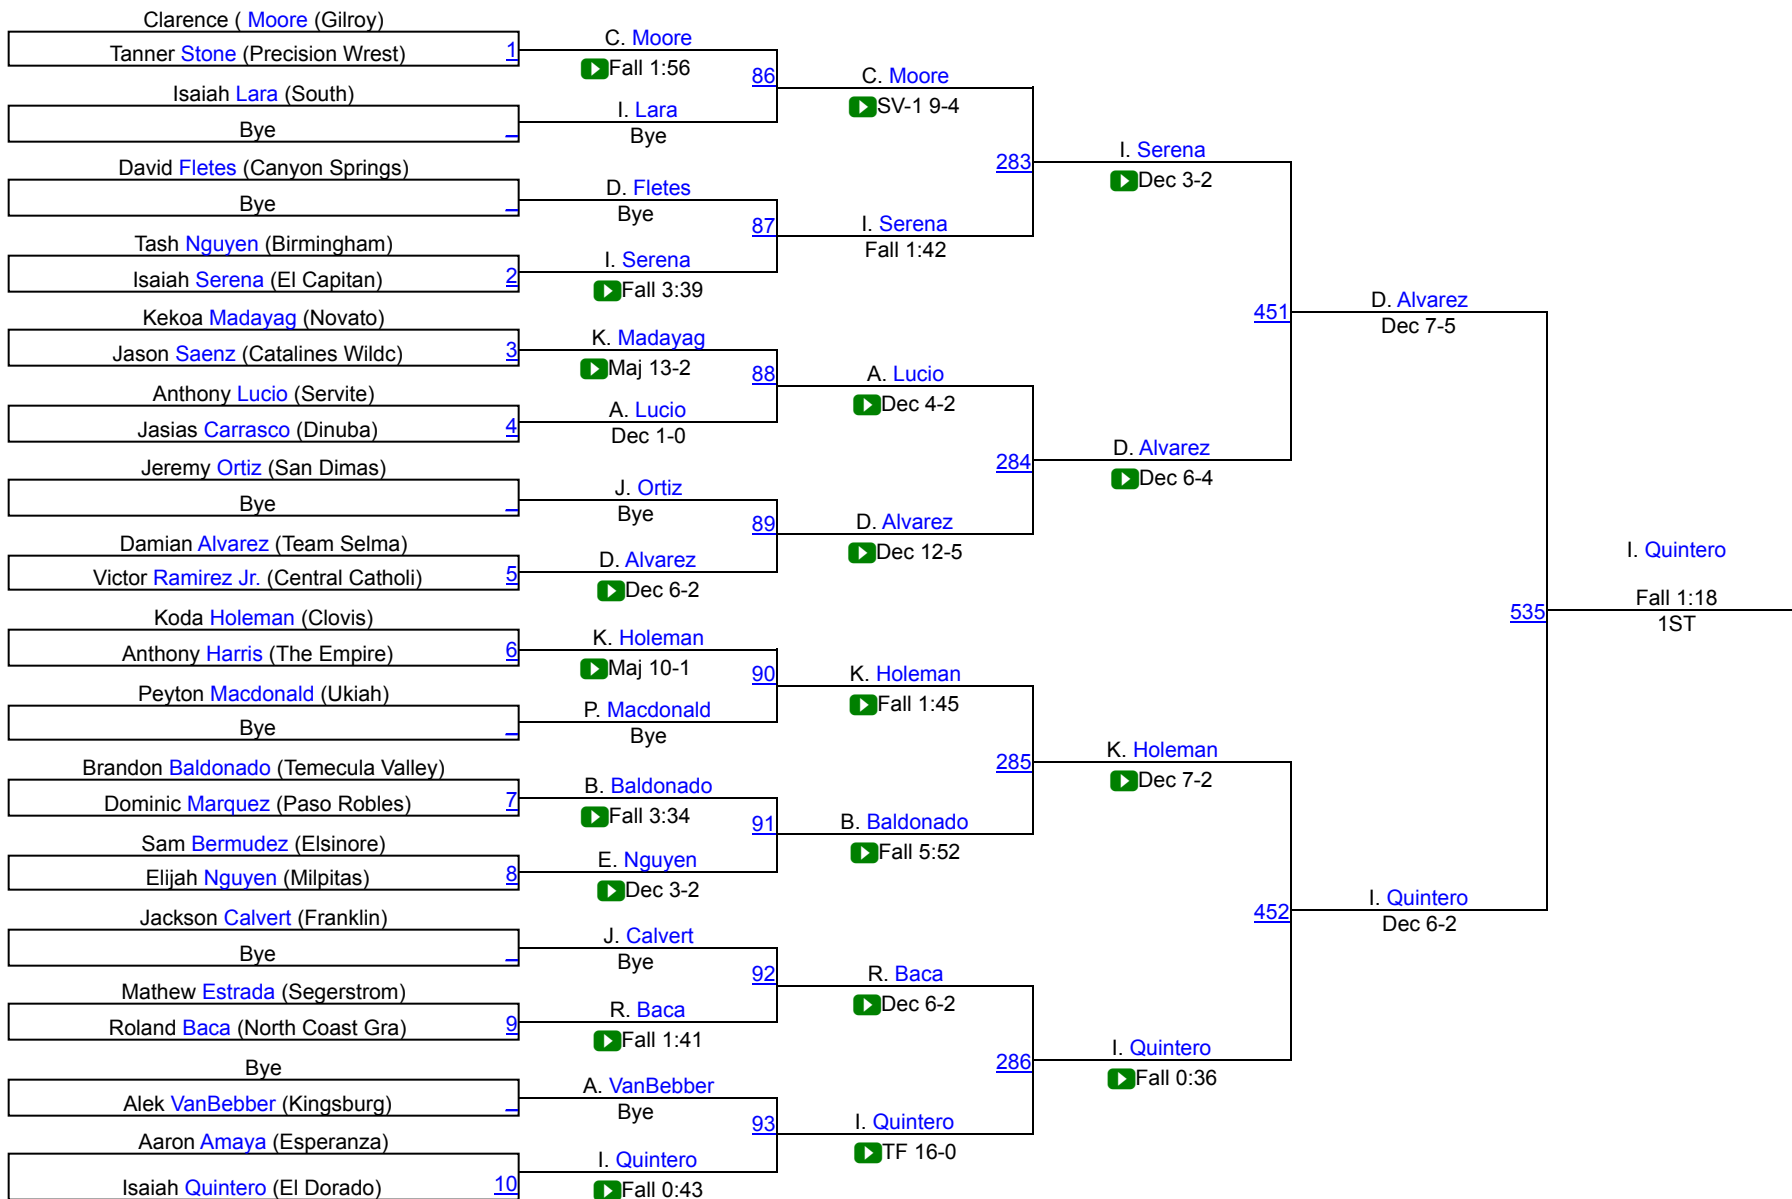 Clarence ( Moore (Gilroy)
Tanner Stone (Precision Wrest) 1
Isaiah Lara (South)
Bye
David Fletes (Canyon Springs)
Bye
Tash Nguyen (Birmingham)
Isaiah Serena (El Capitan) 2
Kekoa Madayag (Novato)
Jason Saenz (Catalines Wildc) 3
Anthony Lucio (Servite)
Jasias Carrasco (Dinuba) 4
Jeremy Ortiz (San Dimas)
Bye
Damian Alvarez (Team Selma)
Victor Ramirez Jr. (Central Catholi) 5
Koda Holeman (Clovis)
Anthony Harris (The Empire) 6
Peyton Macdonald (Ukiah)
Bye
Brandon Baldonado (Temecula Valley)
Dominic Marquez (Paso Robles) 7
Sam Bermudez (Elsinore)
Elijah Nguyen (Milpitas) 8
Jackson Calvert (Franklin)
Bye
Mathew Estrada (Segerstrom)
Roland Baca (North Coast Gra) 9
Bye
Alek VanBebber (Kingsburg)
Aaron Amaya (Esperanza)
Isaiah Quintero (El Dorado) 10
C. Moore
Fall 1:56
86
I. Lara
Bye
D. Fletes
Bye
87
I. Serena
Fall 3:39
K. Madayag
Maj 13-2
88
A. Lucio
Dec 1-0
J. Ortiz
Bye
89
D. Alvarez
Dec 6-2
K. Holeman
Maj 10-1
90
P. Macdonald
Bye
B. Baldonado
Fall 3:34
91
E. Nguyen
Dec 3-2
J. Calvert
Bye
92
R. Baca
Fall 1:41
A. VanBebber
Bye
93
I. Quintero
Fall 0:43
C. Moore
SV-1 9-4
283
I. Serena
Fall 1:42
A. Lucio
Dec 4-2
284
D. Alvarez
Dec 12-5
K. Holeman
Fall 1:45
285
B. Baldonado
Fall 5:52
R. Baca
Dec 6-2
286
I. Quintero
TF 16-0
I. Serena
Dec 3-2
451
D. Alvarez
Dec 6-4
K. Holeman
Dec 7-2
452
I. Quintero
Fall 0:36
D. Alvarez
Dec 7-5
535
I. Quintero
Dec 6-2
I. Quintero
Fall 1:18
1ST